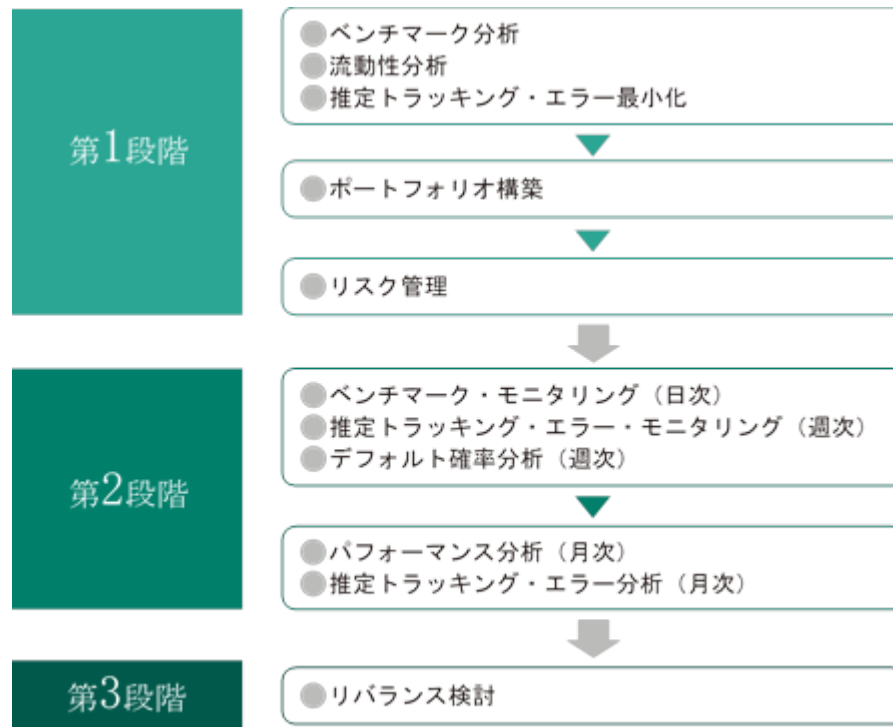 第1段階
●ベンチマーク分析
●流動性分析
●推定トラッキング・エラー最小化
●ポートフォリオ構築
●リスク管理
第2段階
●ベンチマーク・モニタリング（日次）
●推定トラッキング・エラー・モニタリング（週次）
●デフォルト確率分析（週次）
●パフォーマンス分析（月次）
●推定トラッキング・エラー分析（月次）
第3段階
●リバランス検討